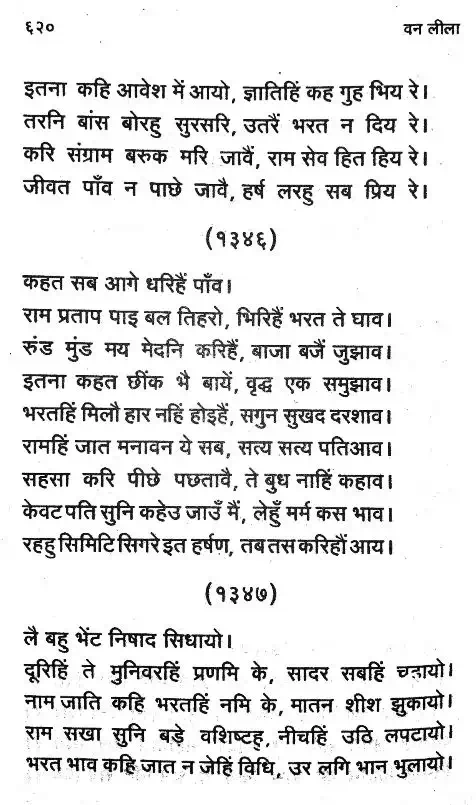 ६२० वन लीला
इतना कहि आवेश में आयो, ज्ञातिहिं कह गुह भिय रे।
तरनि बांस बोरहु सुरसरि, उतरैं भरत न दिय रे।
करि संग्राम बरुक मरि जावैं, राम सेव हित हिय रे।
जीवत पाँव न पाछे जावै, हर्ष लरहु सब प्रिय रे।
(१३४६)
कहत सब आगे धरिहैं पाँव।
राम प्रताप पाइ बल तिहरो, भिरिहैं भरत ते घाव।
रुंड मुंड मय मेदनि करिहैं, बाजा बजैं जुझाव।
इतना कहत छींक भै बायें, वृद्ध एक समुझाव।
भरतहिं मिलौ हार नहिं होइहैं, सगुन सुखद दरशाव।
रामहिं जात मनावन ये सब, सत्य सत्य पतिआव।
सहसा करि पीछे पछतावै, ते बुध नाहिं कहाव।
केवट पति सुनि कहेउ जाउँ मैं, लेहुँ मर्म कस भाव।
रहहु सिमिटि सिगरे इत हर्षण, तब तस करिहौं आय।
(१३४७)
लै बहु भेंट निषाद सिधायो।
दूरिहिं ते मुनिवरहिं प्रणमि के, सादर सबहिं
नाम जाति कहि भरतहिं नमि के, मातन शीश झुकायो।
राम सखा सुनि बड़े वशिष्टहु, नीचहिं उठि लपटायो।
भरत भाव कहि जात न जेहिं विधि, उर लगि भान भुलायो।